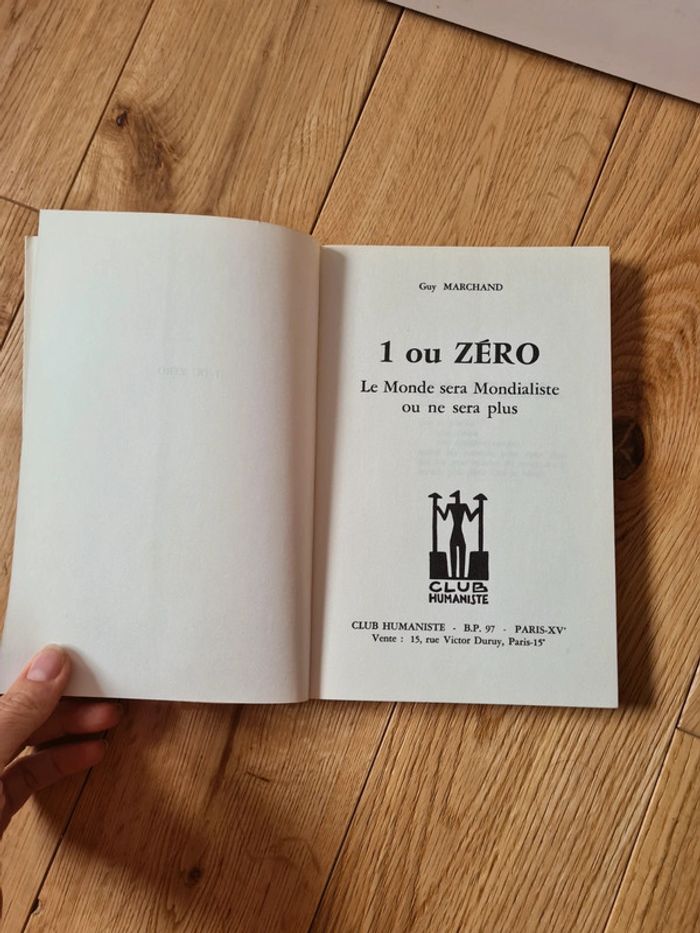 Guy MARCHAND
1 ou ZÉRO
Le Monde sera Mondialiste
ou ne sera plus
CLUB
HUMANISTE
CLUB HUMANISTE - B.P. 97 - PARIS-XVᵉ
Vente : 15, rue Victor Duruy, Paris-15ᵉ